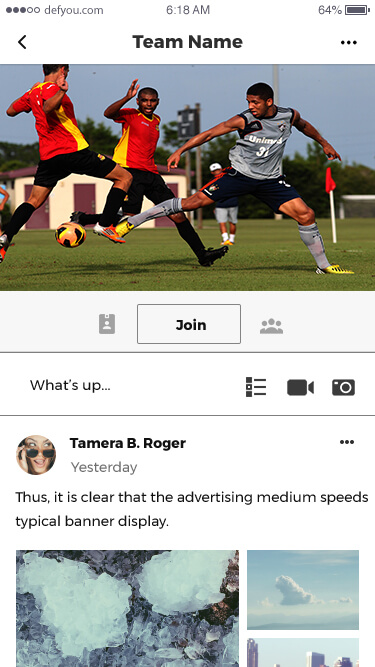 defyou.com 6:18 AM 64%
Team Name
31
Join
What's up...
Tamera B. Roger
Yesterday
Thus, it is clear that the advertising medium speeds
typical banner display.